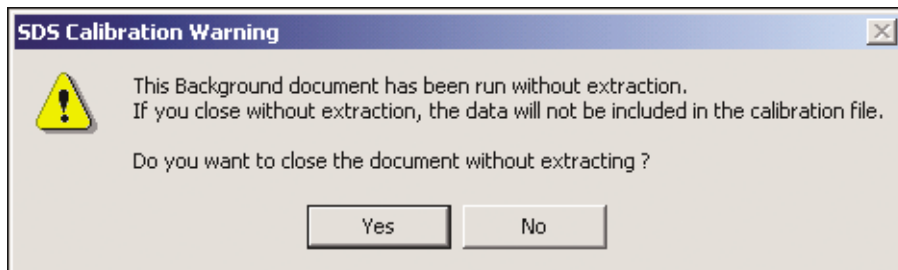 SDS Calibration Warning
This Background document has been run without extraction.
If you close without extraction, the data will not be included in the calibration file.
Do you want to close the document without extracting ?
Yes
No